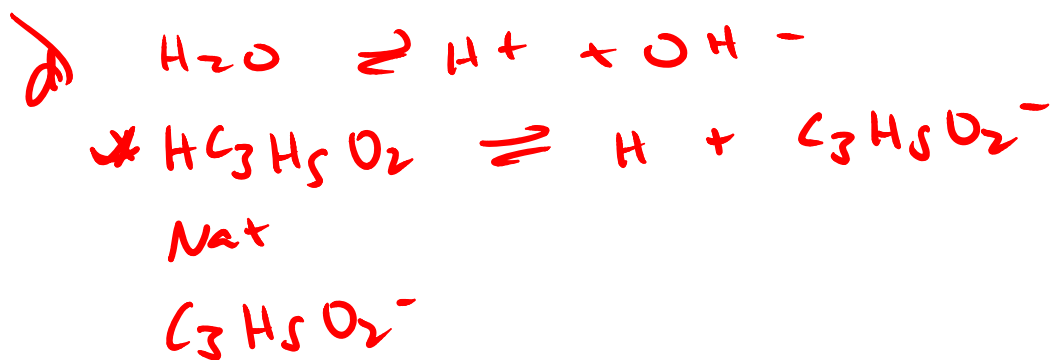 d) H₂O ⇌ H+ + OH⁻
* HC₃H₅O₂ ⇌ H + C₃H₅O₂⁻
Na+
C₃H₅O₂⁻